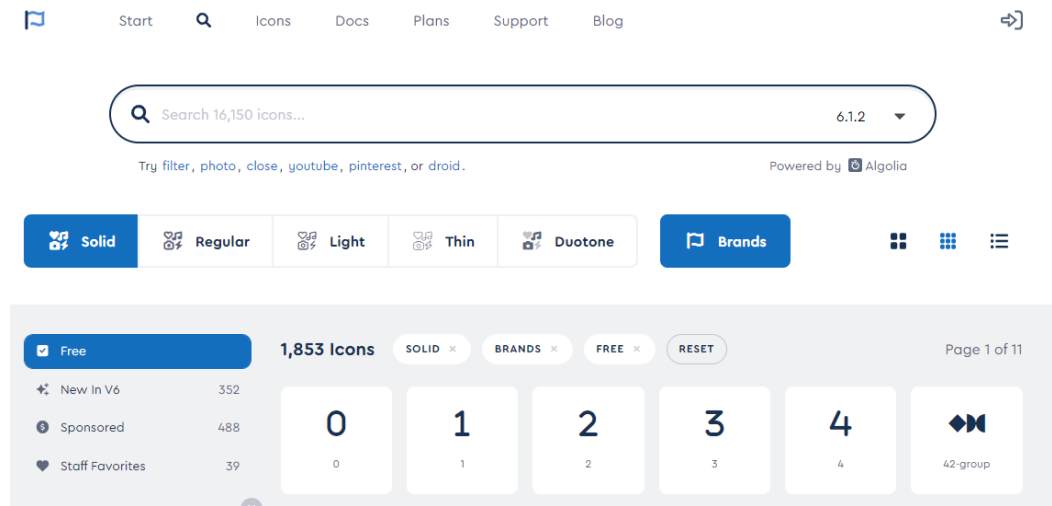 Start Icons Docs Plans Support Blog
Search 16,150 icons... 6.1.2
Try filter, photo, close, youtube, pinterest, or droid. Powered by Algolia
Solid Regular Light Thin Duotone Brands
Free 1,853 Icons SOLID × BRANDS × FREE × RESET Page 1 of 11
New In V6 352
Sponsored 488
Staff Favorites 39
0 1 2 3 4
0 1 2 3 4 42-group